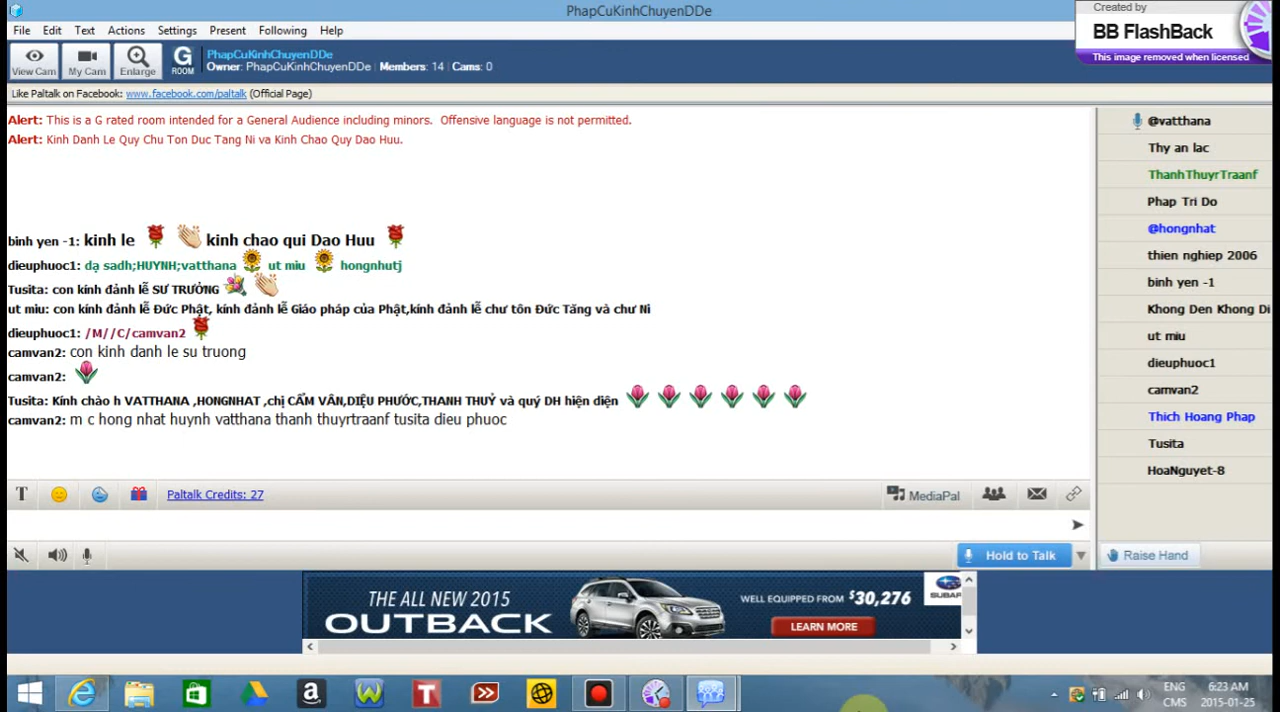 PhapCuKinhChuyenDDe
Created by
BB FlashBack
This image removed when licensed
File Edit Text Actions Settings Present Following Help
View Cam
My Cam
Enlarge
G
ROOM
PhapCuKinhChuyenDDe
Owner: PhapCuKinhChuyenDDe Members: 14 Cams: 0
Like Paltalk on Facebook: www.facebook.com/paltalk (Official Page)
Alert: This is a G rated room intended for a General Audience including minors. Offensive language is not permitted.
Alert: Kinh Danh Le Quy Chu Ton Duc Tang Ni va Kinh Chao Quy Dao Huu.
binh yen -1: kinh le kinh chao qui Dao Huu
dieuphuoc1: dạ sadh;HUYNH;vatthana ut miu hongnhutj
Tusita: con kính đảnh lễ SƯ TRƯỞNG
ut miu: con kính đảnh lễ Đức Phật, kính đảnh lễ Giáo pháp của Phật,kính đảnh lễ chư tôn Đức Tăng và chư Ni
dieuphuoc1: /M//C/camvan2
camvan2: con kinh danh le su truong
camvan2:
Tusita: Kính chào h VATTHANA ,HONGNHAT ,chị CẨM VÂN,DIỆU PHƯỚC,THANH THUỶ và quý DH hiện diện
camvan2: m c hong nhat huynh vatthana thanh thuyrtraanf tusita dieu phuoc
@vatthana
Thy an lac
ThanhThuyrTraanf
Phap Tri Do
@hongnhat
thien nghiep 2006
binh yen -1
Khong Den Khong Di
ut miu
dieuphuoc1
camvan2
Thich Hoang Phap
Tusita
HoaNguyet-8
T Paltalk Credits: 27 MediaPal
Hold to Talk
Raise Hand
THE ALL NEW 2015
OUTBACK
WELL EQUIPPED FROM $30,276
LEARN MORE
SUBAR
ENG
CMS
6:23 AM
2015-01-25